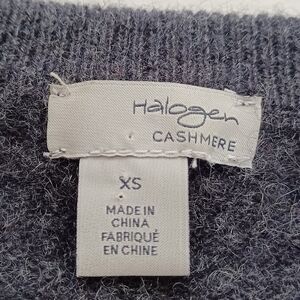 Halogen
CASHMERE
XS
MADE IN
CHINA
FABRIQUÉ
EN CHINE